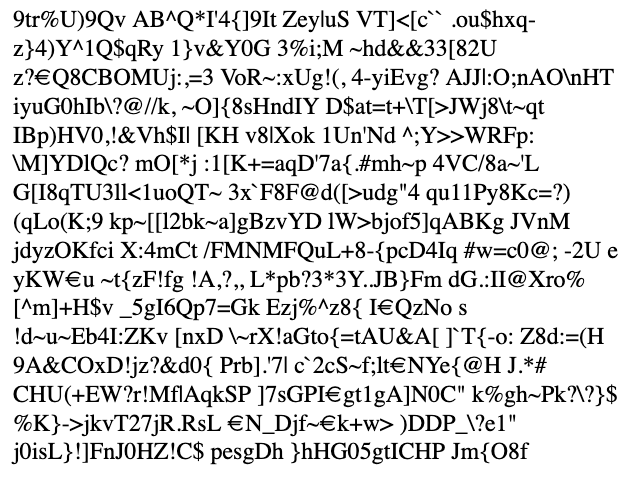 9tr%U)9Qv AB^Q*I'4{]9It Zey|uS VT]<[c`` .ou$hxq-
z}4)Y^1Q$qRy 1}v&Y0G 3%i;M ~hd&&33[82U
z?€Q8CBOMUj:,=3 VoR~:xUg!(, 4-yiEvg? AJJ|:O;nAO\nHT
iyuG0hIb\?@//k, ~O]{8sHndIY D$at=t+\T[>JWj8\t~qt
IBp)HV0,!&Vh$I| [KH v8|Xok 1Un'Nd ^;Y>>WRFp:
\M]YDlQc? mO[*j :1[K+=aqD'7a{.#mh~p 4VC/8a~'L
G[I8qTU3ll<1uoQT~ 3x`F8F@d([>udg"4 qu11Py8Kc=?)
(qLo(K;9 kp~[[l2bk~a]gBzvYD lW>bjof5]qABKg JVnM
jdyzOKfci X:4mCt /FMNMFQuL+8-{pcD4Iq #w=c0@; -2U e
yKW€u ~t{zF!fg !A,?,, L*pb?3*3Y..JB}Fm dG.:II@Xro%
[^m]+H$v _5gI6Qp7=Gk Ezj%^z8{ I€QzNo s
!d~u~Eb4I:ZKv [nxD \~rX!aGto{=tAU&A[ ]`T{-o: Z8d:=(H
9A&COxD!jz?&d0{ Prb].'7| c`2cS~f;lt€NYe{@H J.*#
CHU(+EW?r!Mf|AqkSP ]7sGPI€gt1gA]N0C" k%gh~Pk?\?}$
%K}->jkvT27jR.RsL €N_Djf~€k+w> )DDP_\?e1"
j0isL}!]FnJ0HZ!C$ pesgDh }hHG05gtICHP Jm{O8f